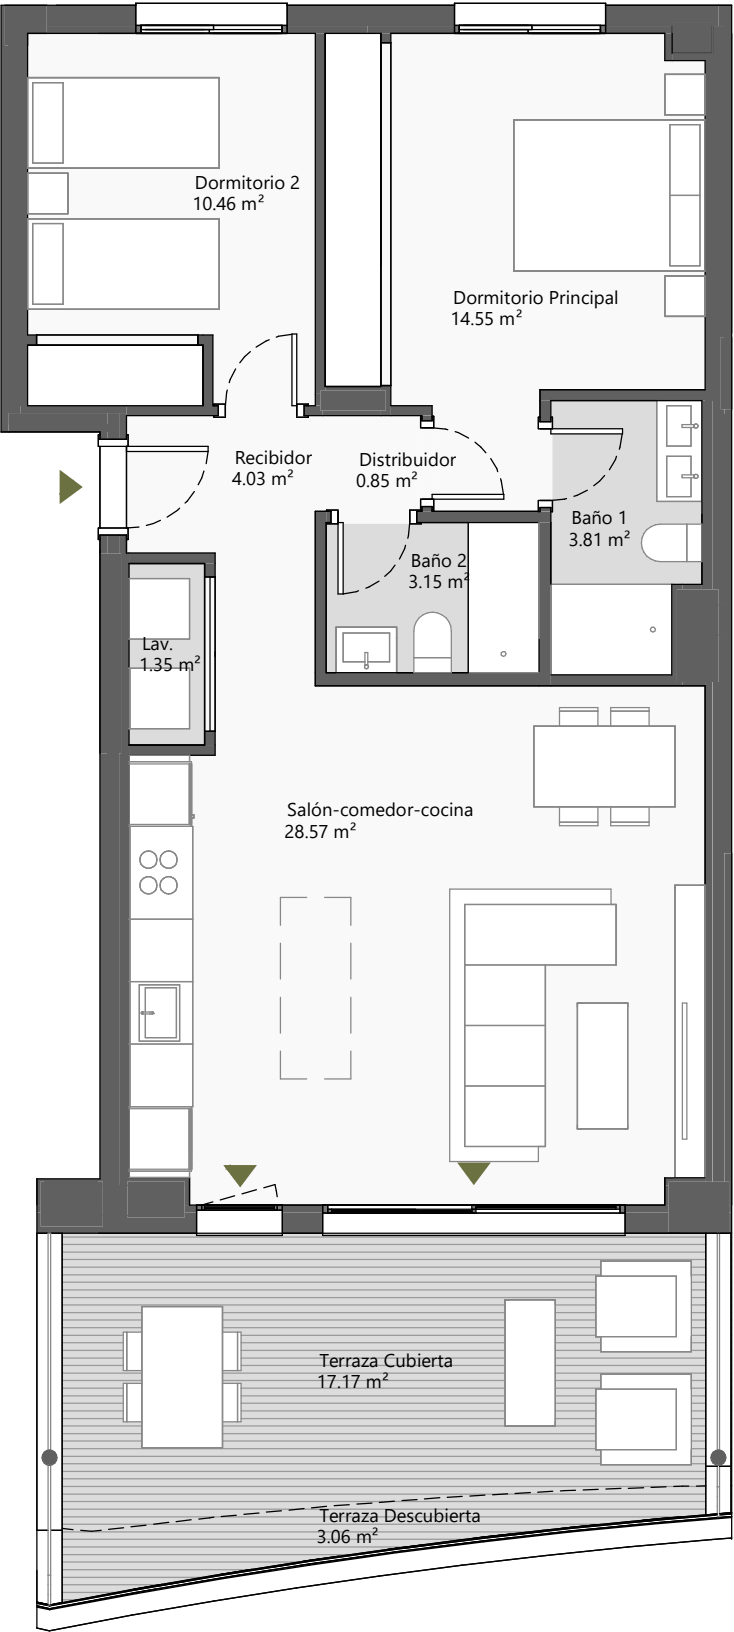 Dormitorio 2
10.46 m²
Dormitorio Principal
14.55 m²
Recibidor
4.03 m²
Distribuidor
0.85 m²
Baño 1
3.81 m²
Baño 2
3.15 m²
Lav.
1.35 m²
Salón-comedor-cocina
28.57 m²
Terraza Cubierta
17.17 m²
Terraza Descubierta
3.06 m²